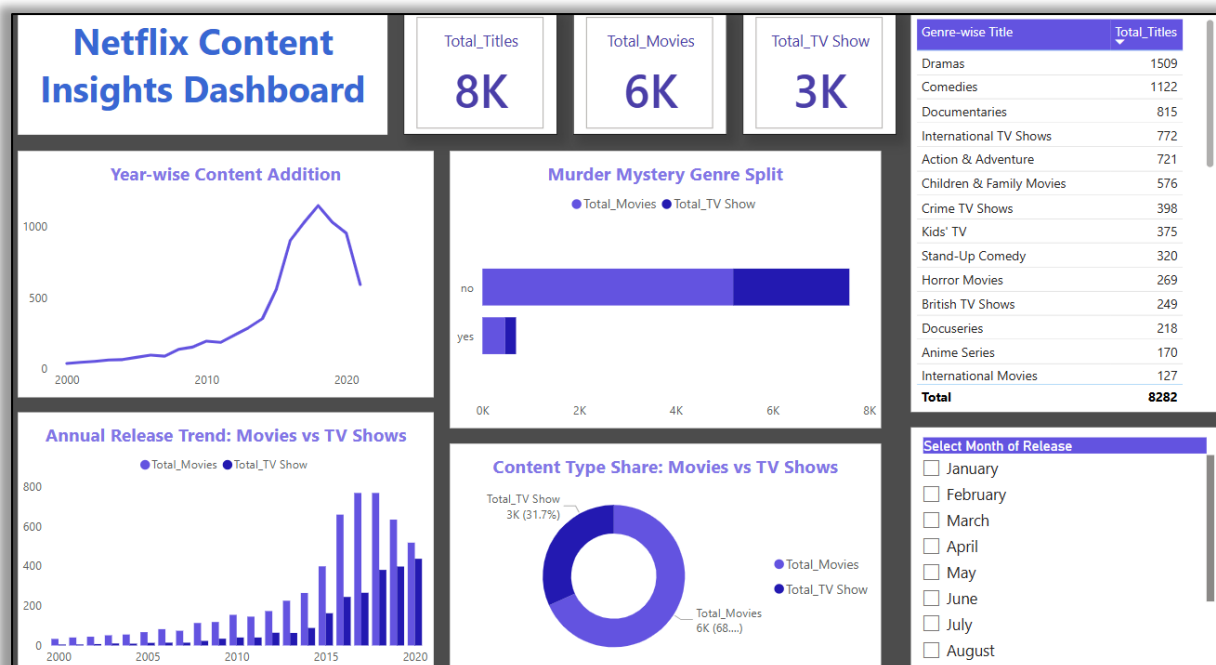 Netflix Content
Insights Dashboard
Total_Titles
8K
Total_Movies
6K
Total_TV Show
3K
Genre-wise Title Total_Titles
Dramas 1509
Comedies 1122
Documentaries 815
International TV Shows 772
Action & Adventure 721
Children & Family Movies 576
Crime TV Shows 398
Kids' TV 375
Stand-Up Comedy 320
Horror Movies 269
British TV Shows 249
Docuseries 218
Anime Series 170
International Movies 127
Total 8282
Year-wise Content Addition
1000
500
0
2000 2010 2020
Murder Mystery Genre Split
Total_Movies Total_TV Show
no
yes
0K 2K 4K 6K 8K
Annual Release Trend: Movies vs TV Shows
Total_Movies Total_TV Show
800
600
400
200
0
2000 2005 2010 2015 2020
Content Type Share: Movies vs TV Shows
Total_TV Show
3K (31.7%)
Total_Movies
Total_TV Show
Total_Movies
6K (68....)
Select Month of Release
January
February
March
April
May
June
July
August